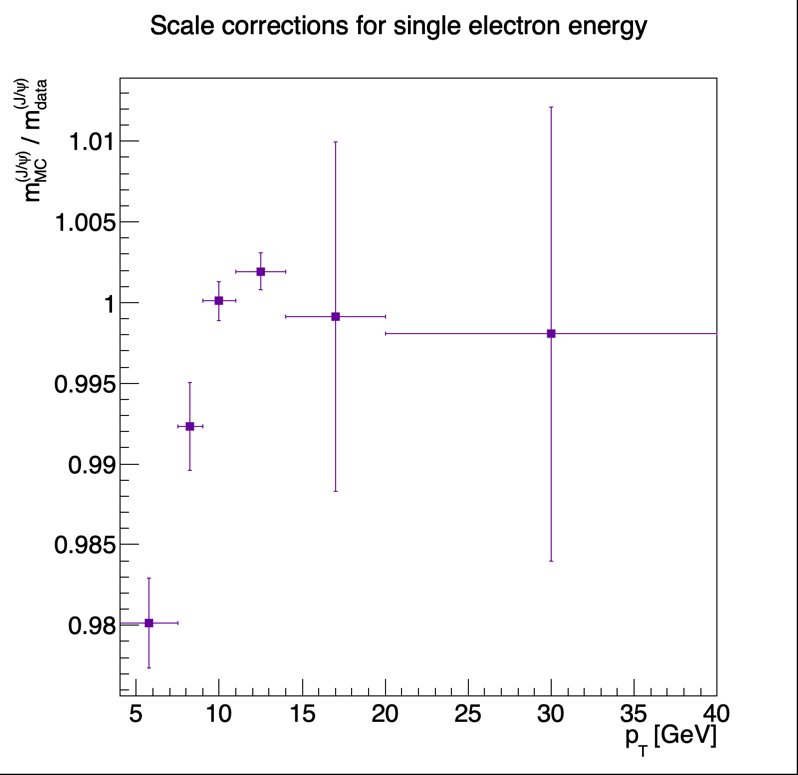 Scale corrections for single electron energy
m_MC^(J/ψ) / m_data^(J/ψ)
1.01
1.005
1
0.995
0.99
0.985
0.98
5 10 15 20 25 30 35 40
p_T [GeV]